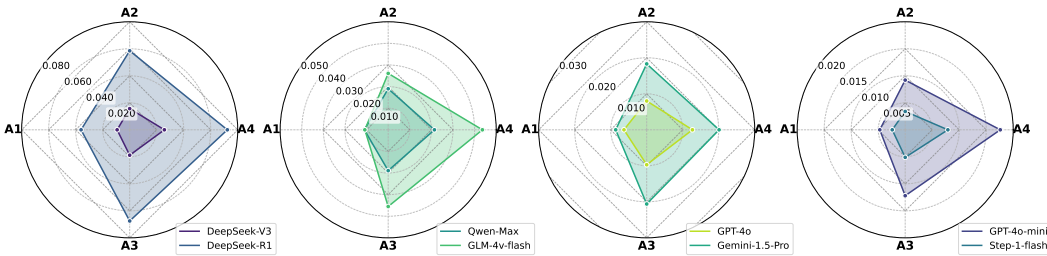 A2
0.080
0.060
0.040
0.020
A1
A4
A3
DeepSeek-V3
DeepSeek-R1
A2
0.050
0.040
0.030
0.020
0.010
A1
A4
A3
Qwen-Max
GLM-4v-flash
A2
0.030
0.020
0.010
A1
A4
A3
GPT-4o
Gemini-1.5-Pro
A2
0.020
0.015
0.010
0.005
A1
A4
A3
GPT-4o-mini
Step-1-flash